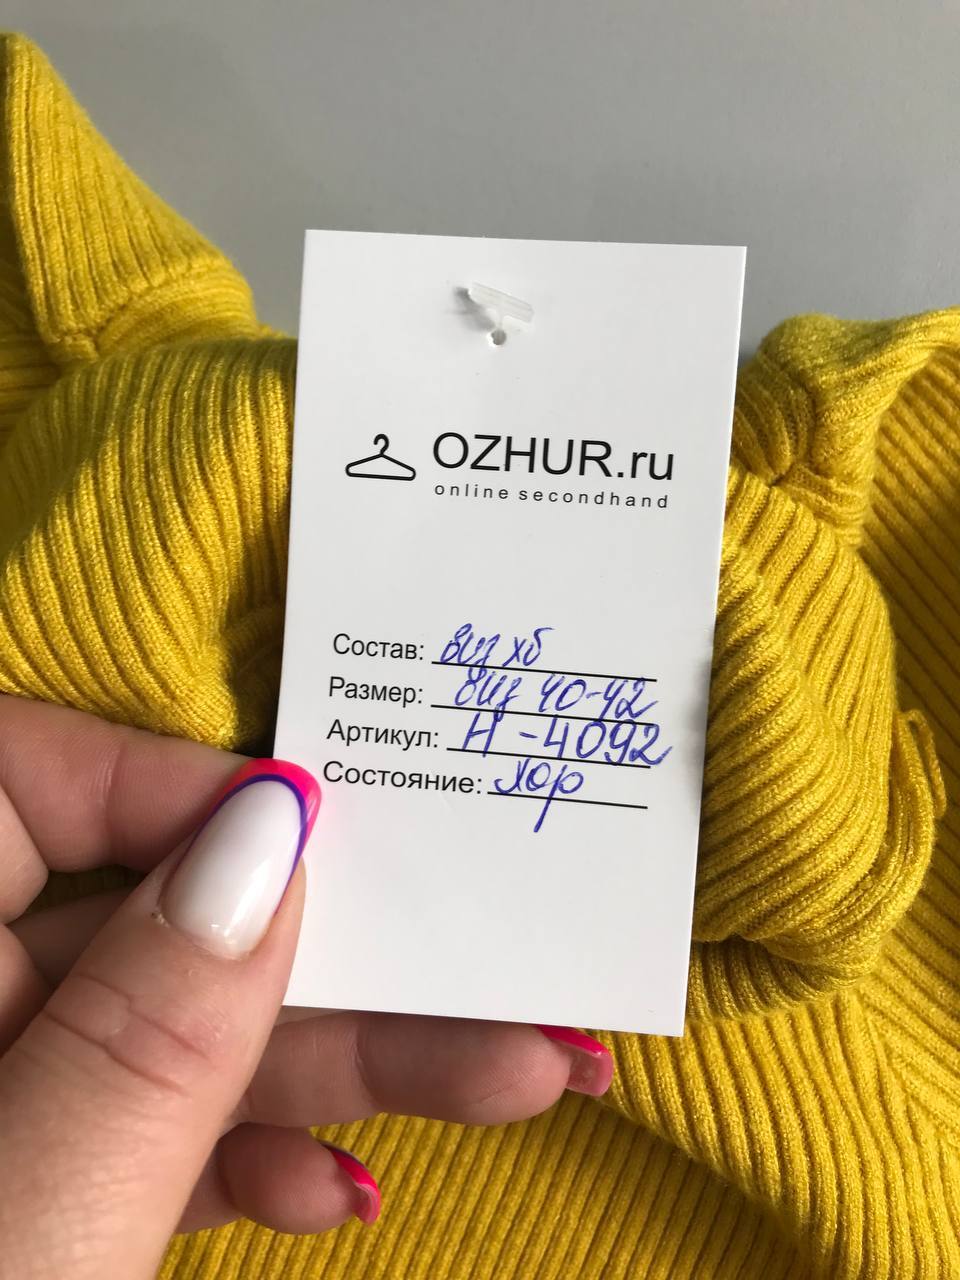 OZHUR.ru
online secondhand
Состав: виз хб
Размер: виз 40-42
Артикул: Н-4092
Состояние: хор